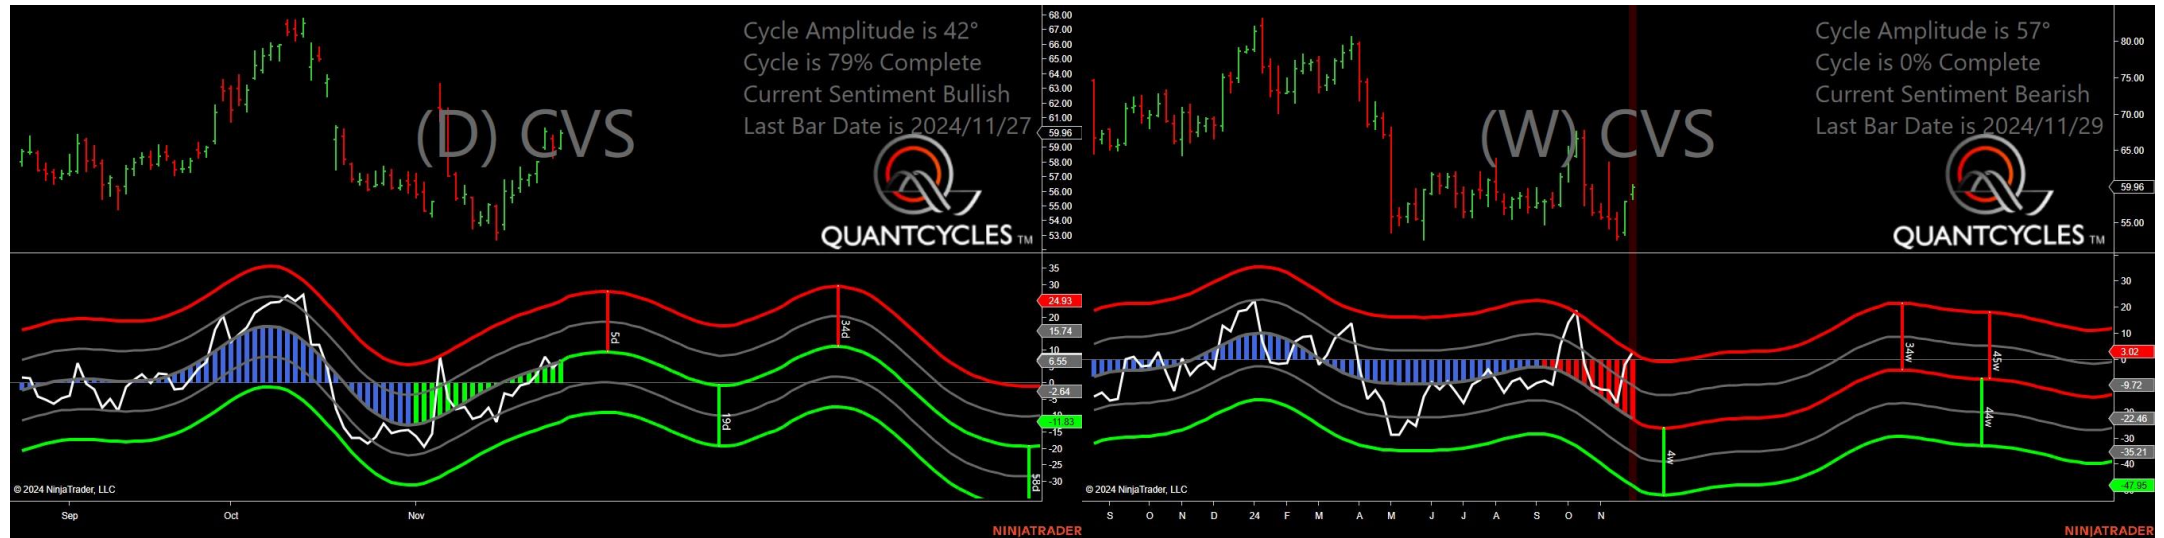 Cycle Amplitude is 42°
Cycle is 79% Complete
Current Sentiment Bullish
Last Bar Date is 2024/11/27
(D) CVS
QUANTCYCLES TM
68.00
67.00
66.00
65.00
64.00
63.00
62.00
61.00
59.96
59.00
58.00
57.00
56.00
55.00
54.00
53.00
35
30
24.93
20
15.74
10
6.55
0
-2.64
-11.83
-15
-20
-25
-30
5d
19d
34d
58d
© 2024 NinjaTrader, LLC
Sep
Oct
Nov
NINJATRADER
Cycle Amplitude is 57°
Cycle is 0% Complete
Current Sentiment Bearish
Last Bar Date is 2024/11/29
(W) CVS
QUANTCYCLES TM
80.00
75.00
70.00
65.00
59.96
55.00
30
20
10
0
3.02
-9.72
-22.46
-30
-35.21
-40
-47.95
4w
34w
44w
45w
© 2024 NinjaTrader, LLC
S O N D 24 F M A M J J A S O N
NINJATRADER